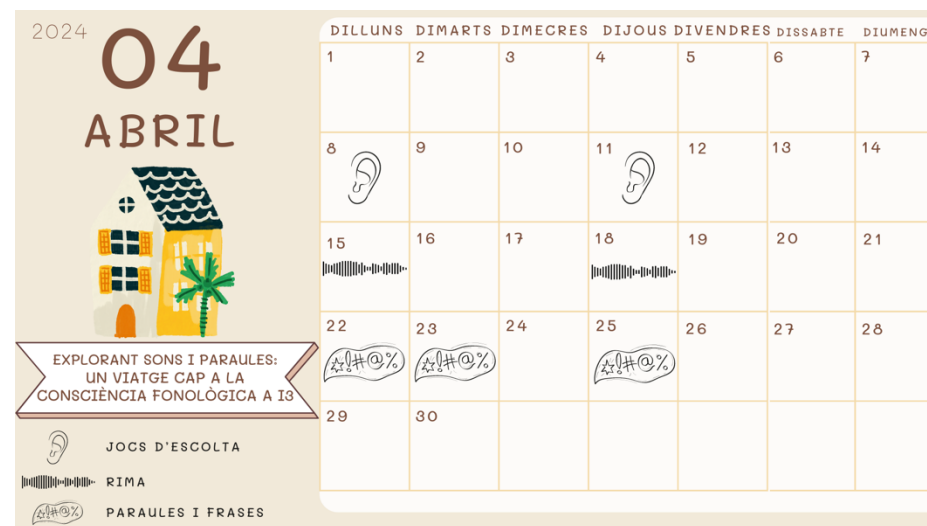 2024
04
ABRIL
EXPLORANT SONS I PARAULES:
UN VIATGE CAP A LA
CONSCIÈNCIA FONOLÒGICA A I3
JOCS D'ESCOLTA
RIMA
☆!#@% PARAULES I FRASES
DILLUNS DIMARTS DIMECRES DIJOUS DIVENDRES DISSABTE DIUMENG
1 2 3 4 5 6 7
8 9 10 11 12 13 14
15 16 17 18 19 20 21
22 23 24 25 26 27 28
☆!#@% ☆!#@% ☆!#@%
29 30